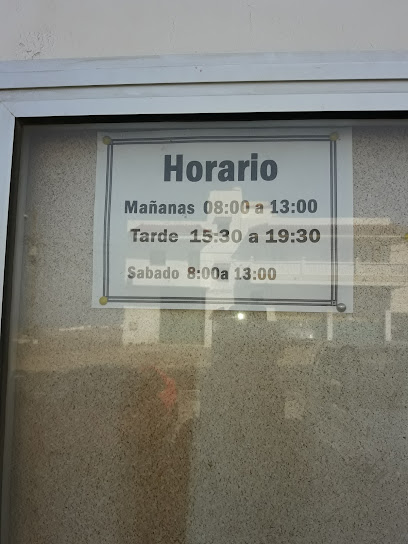 Horario
Mañanas 08:00 a 13:00
Tarde 15:30 a 19:30
Sabado 8:00a 13:00